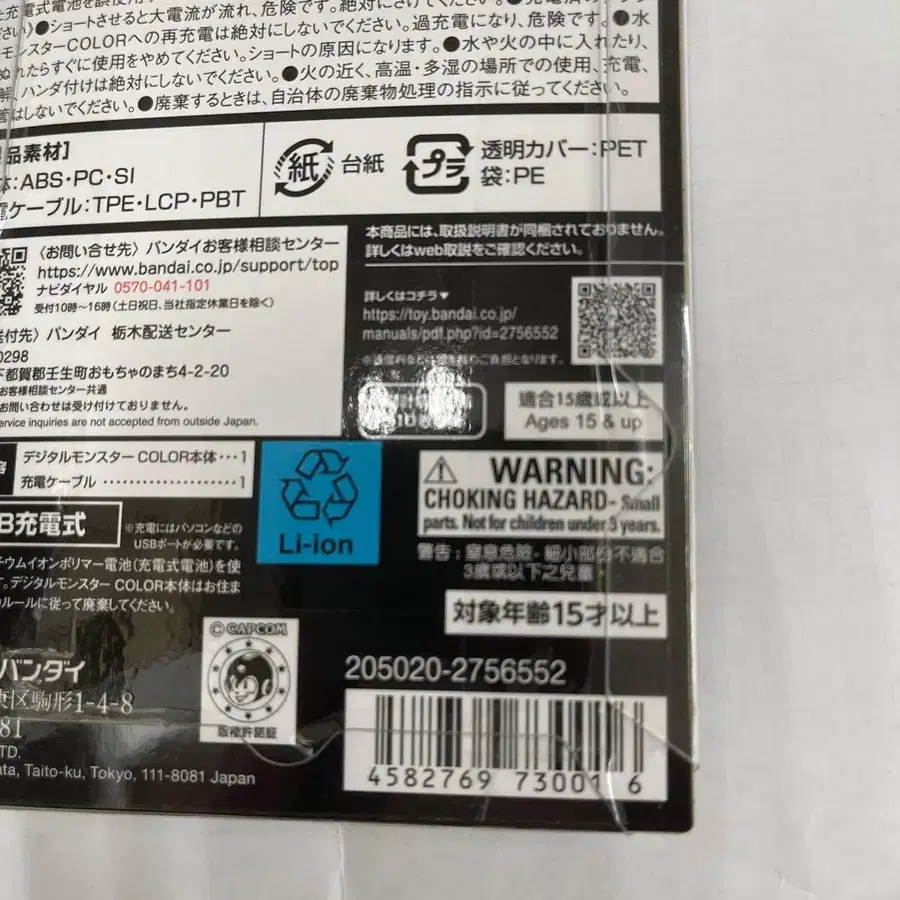 充電式電池を誤使用
さい》●ショートさせると大電流が流れ、危険です。絶対にさけてください。
モンスターCOLORへの再充電は絶対にしないでください。過充電になり、危険です。●水
ぬれたらすぐに使用をやめてください。ショートの原因になります。●水や火の中に入れたり、
解、ハンダ付けは絶対にしないでください。●火の近く、高温・多湿の場所での使用、充電、
管はしないでください。●廃棄するときは、自治体の廃棄物処理の指示に従ってください。
品素材]
体:ABS・PC・SI
電ケーブル:TPE・LCP・PBT
紙 台紙
プラ 透明カバー:PET
袋:PE
〈お問い合せ先〉バンダイお客様相談センター
https://www.bandai.co.jp/support/top
ナビダイヤル 0570-041-101
受付10時~16時(土日祝日、当社指定休業日を除く)
送付先〉バンダイ 栃木配送センター
0298
下都賀郡壬生町おもちゃのまち4-2-20
お客様相談センター共通
お問い合わせは受け付けておりません。
ervice inquiries are not accepted from outside Japan.
本商品には、取扱説明書が同梱されておりません。
詳しくはweb取説をご確認ください。
詳しくはコチラ▼
https://toy.bandai.co.jp/
manuals/pdf.php?id=2756552
適合15歲或以上
Ages 15 & up
容
デジタルモンスター COLOR本体・・・1
充電ケーブル・・・・・・・・・・・・・・・・・・1
B充電式
※充電にはパソコンなどの
USBポートが必要です。
チウムイオンポリマー電池(充電式電池)を使
す。デジタルモンスター COLOR本体はお住ま
のルールに従って廃棄してください。
Li-ion
WARNING:
CHOKING HAZARD- Small
parts. Not for children under 3 years.
警告:窒息危險-細小部份不適合
3歲或以下之兒童
対象年齢15才以上
© CAPCOM
版権許諾証
バンダイ
東区駒形1-4-8
81
TD.
ata, Taito-ku, Tokyo, 111-8081 Japan
205020-2756552
4582769 73001 6